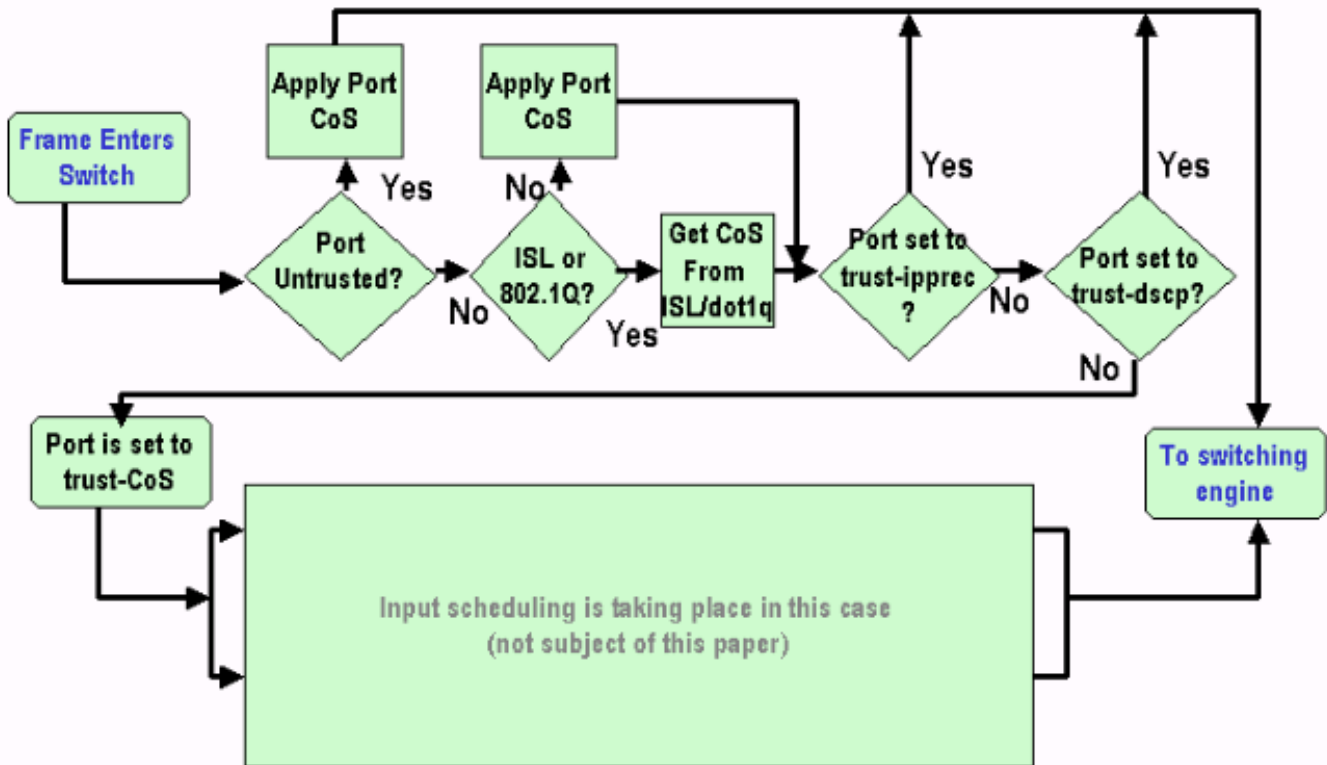 Apply Port
CoS
Apply Port
CoS
Frame Enters
Switch
Yes
No
Yes
Yes
Port
Untrusted?
No
ISL or
802.1Q?
Yes
Get CoS
From
ISL/dot1q
Port set to
trust-ipprec
?
No
Port set to
trust-dscp?
No
Port is set to
trust-CoS
To switching
engine
Input scheduling is taking place in this case
(not subject of this paper)